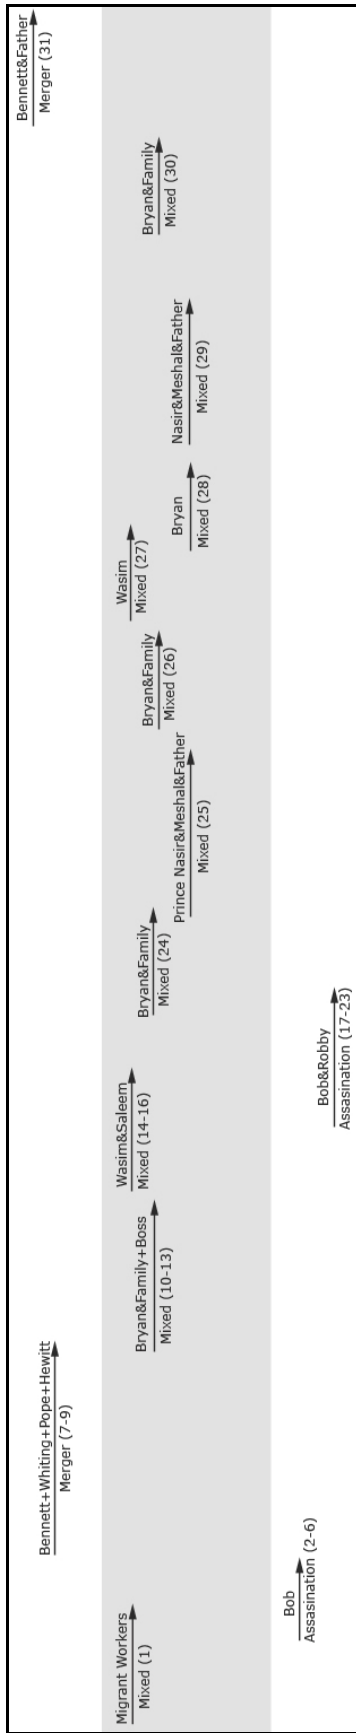 Migrant Workers
Mixed (1)
Bob
Assasination (2-6)
Bennett+Whiting+Pope+Hewitt
Merger (7-9)
Bryan&Family+Boss
Mixed (10-13)
Wasim&Saleem
Mixed (14-16)
Bob&Robby
Assasination (17-23)
Bryan&Family
Mixed (24)
Prince Nasir&Meshal&Father
Mixed (25)
Bryan&Family
Mixed (26)
Wasim
Mixed (27)
Bryan
Mixed (28)
Nasir&Meshal&Father
Mixed (29)
Bryan&Family
Mixed (30)
Bennett&Father
Merger (31)